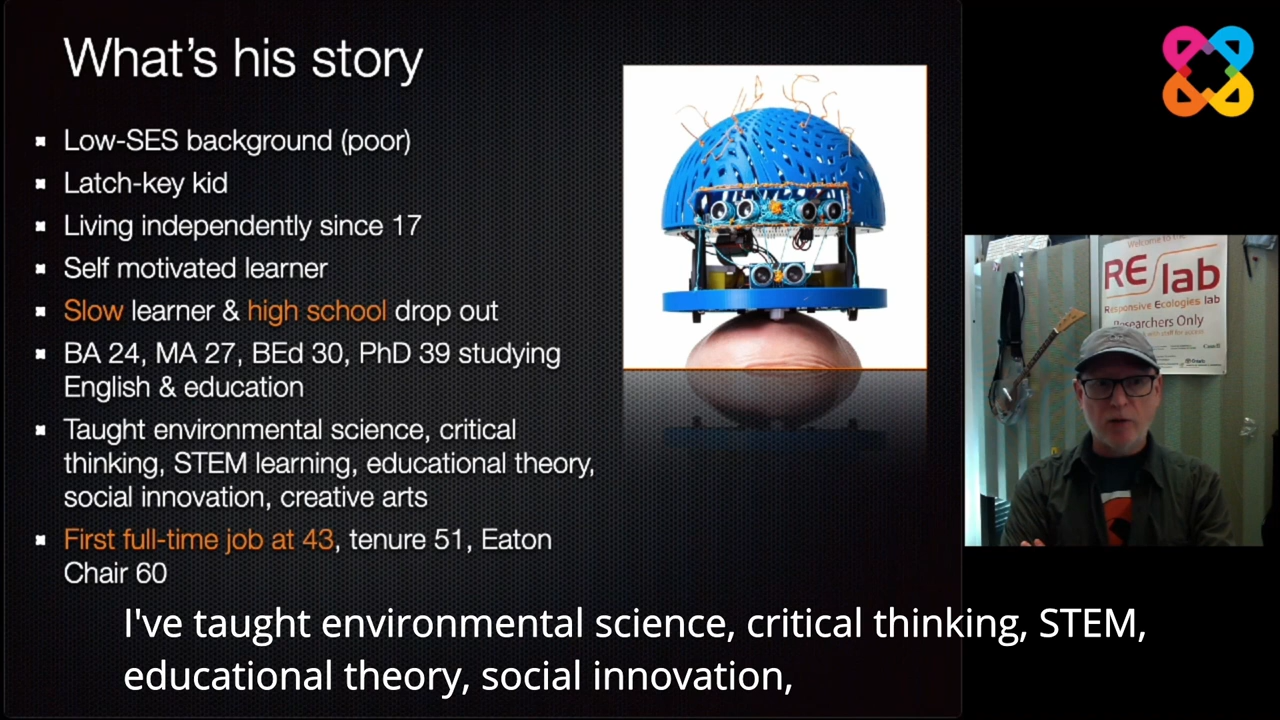 What's his story
Low-SES background (poor)
Latch-key kid
Living independently since 17
Self motivated learner
Slow learner & high school drop out
BA 24, MA 27, BEd 30, PhD 39 studying
English & education
Taught environmental science, critical
thinking, STEM learning, educational theory,
social innovation, creative arts
First full-time job at 43, tenure 51, Eaton
Chair 60
Welcome to the
RE lab
Responsive Ecologies lab
Researchers Only
I've taught environmental science, critical thinking, STEM,
educational theory, social innovation,